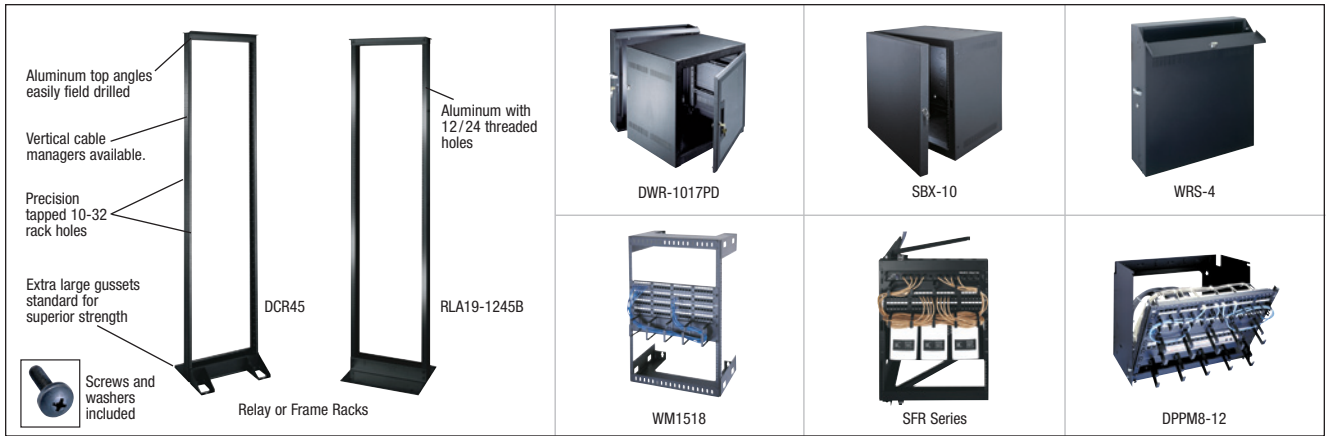 Aluminum top angles
easily field drilled
Vertical cable
managers available.
Precision
tapped 10-32
rack holes
Extra large gussets
standard for
superior strength
Screws and
washers
included
DCR45
Aluminum with
12/24 threaded
holes
RLA19-1245B
Relay or Frame Racks
DWR-1017PD
SBX-10
WRS-4
WM1518
SFR Series
DPPM8-12